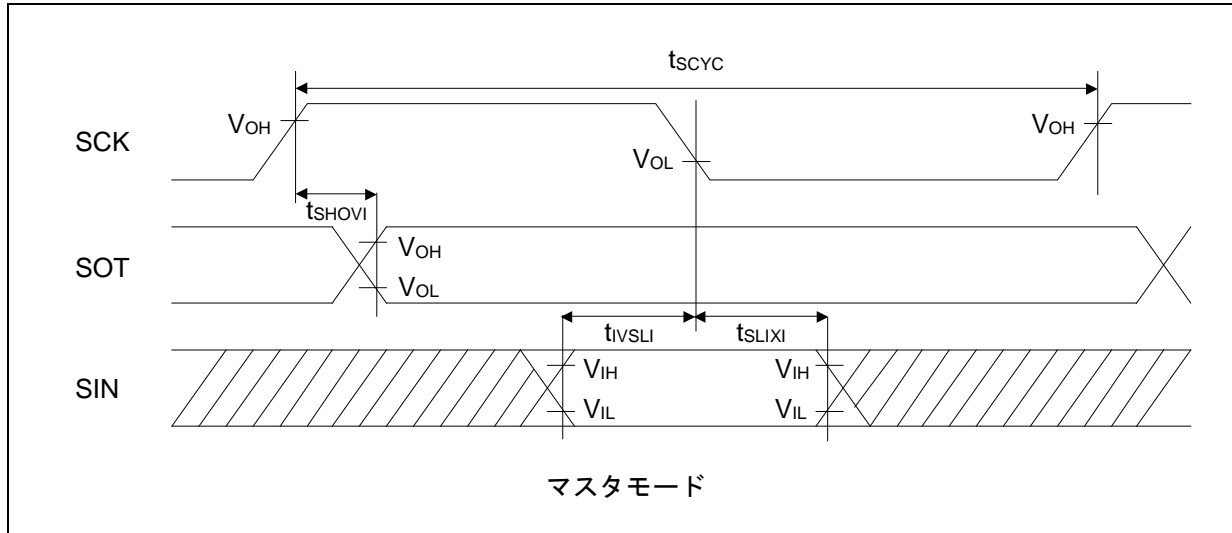 tSCYC
SCK
VOH
VOL
VOH
tSHOVI
SOT
VOH
VOL
tIVSLI
tSLIXI
SIN
VIH
VIL
VIH
VIL
マスタモード